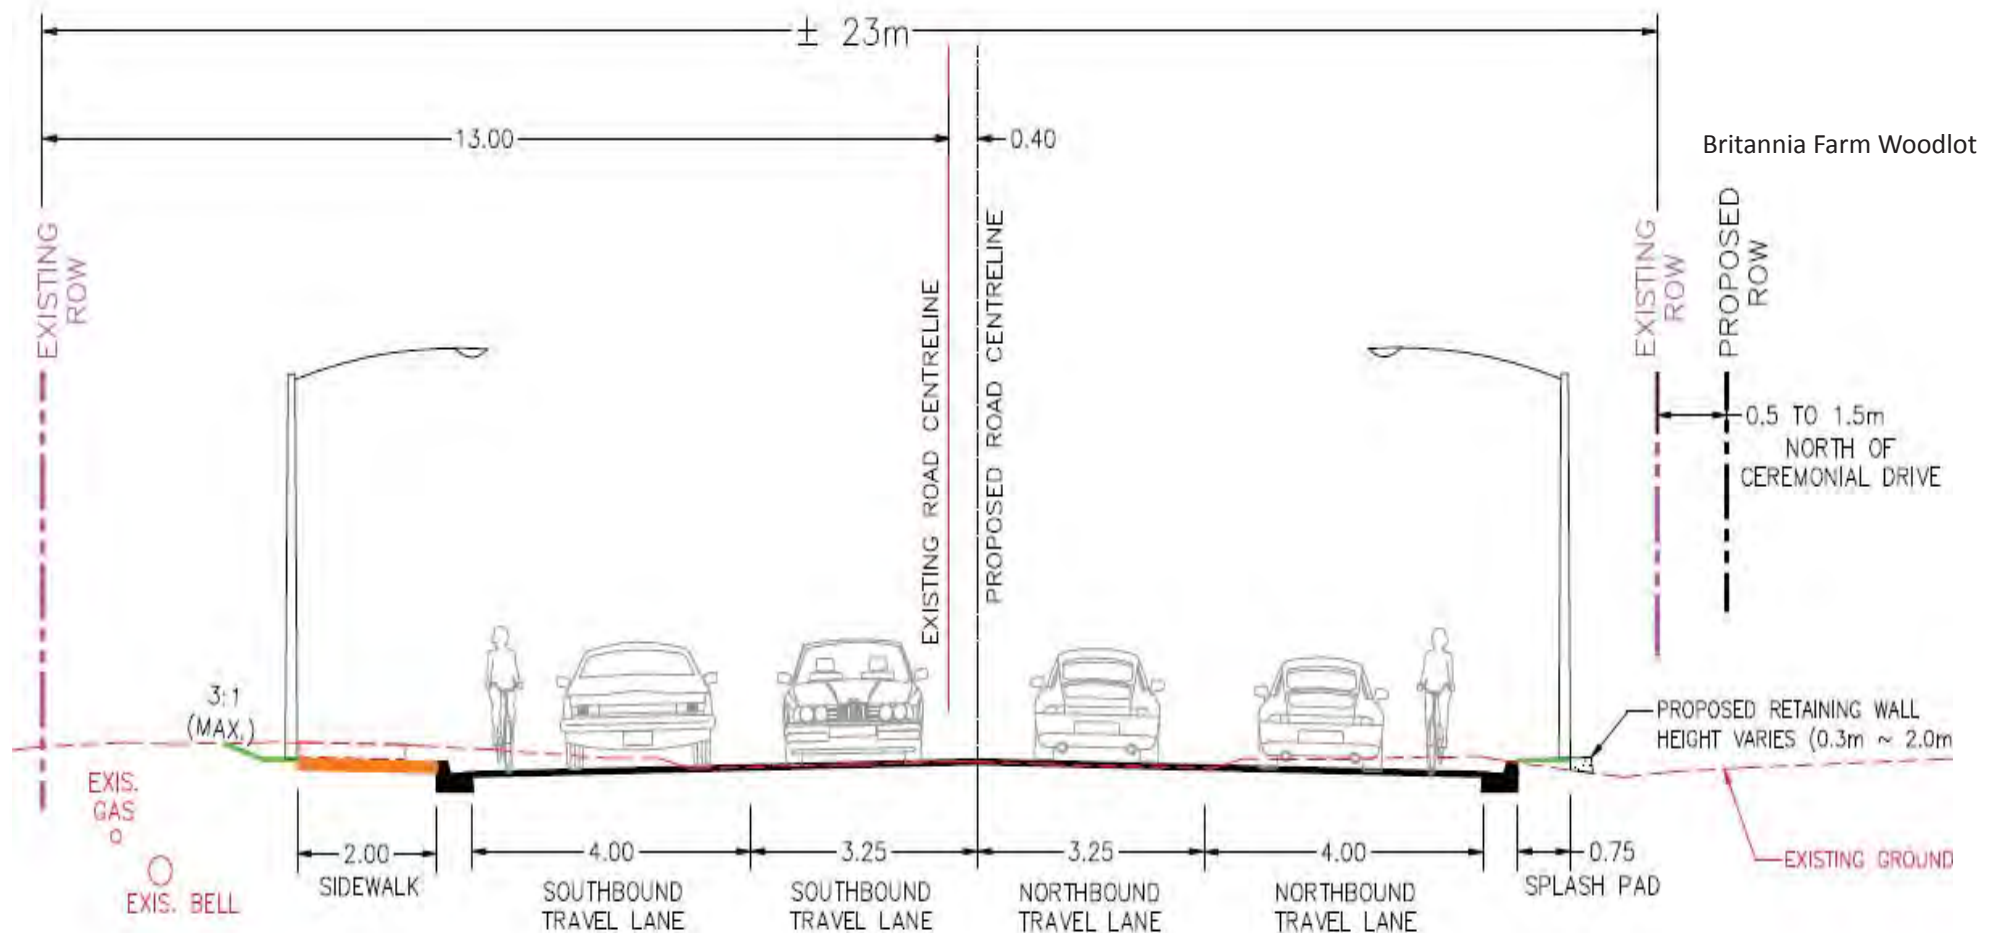 ± 23m
13.00
0.40
Britannia Farm Woodlot
EXISTING
ROW
EXISTING ROAD CENTRELINE
PROPOSED ROAD CENTRELINE
EXISTING
ROW
PROPOSED
ROW
0.5 TO 1.5m
NORTH OF
CEREMONIAL DRIVE
3:1
(MAX.)
PROPOSED RETAINING WALL
HEIGHT VARIES (0.3m ~ 2.0m
EXIS.
GAS
EXIS. BELL
2.00
SIDEWALK
4.00
SOUTHBOUND
TRAVEL LANE
3.25
SOUTHBOUND
TRAVEL LANE
3.25
NORTHBOUND
TRAVEL LANE
4.00
NORTHBOUND
TRAVEL LANE
0.75
SPLASH PAD
EXISTING GROUND